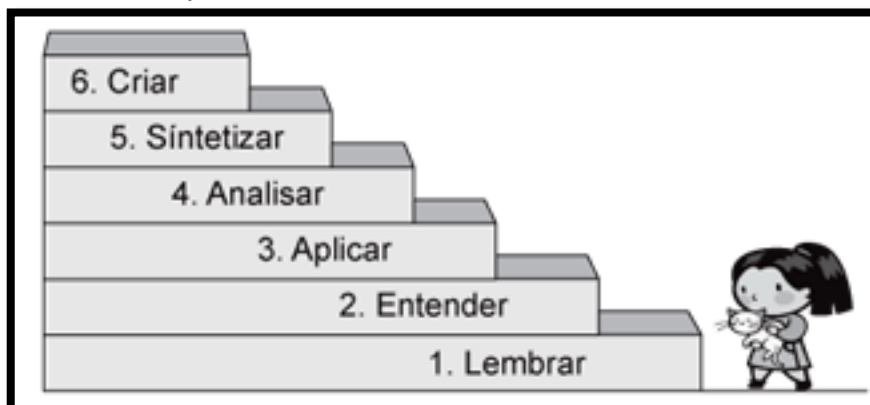 6. Criar
5. Síntetizar
4. Analisar
3. Aplicar
2. Entender
1. Lembrar